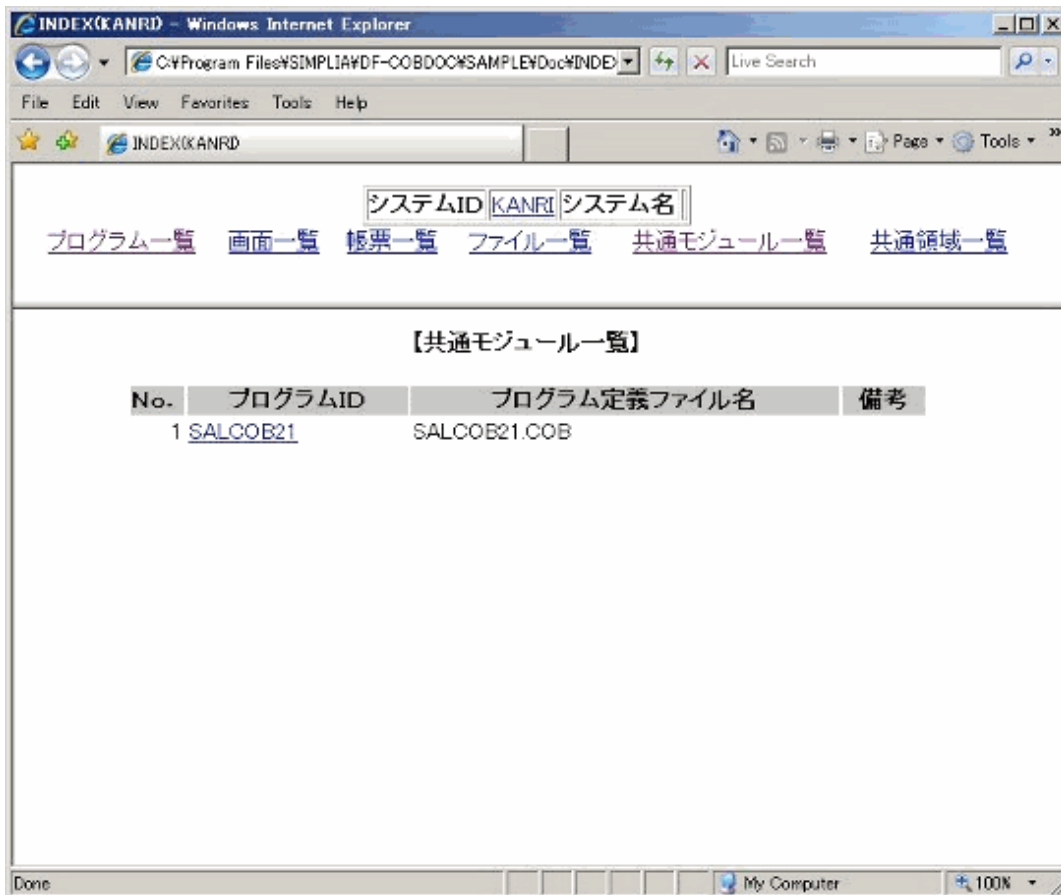 INDEX(KANRI) - Windows Internet Explorer
C:¥Program Files¥SIMPLIA¥DF-COBDOC¥SAMPLE¥Doc¥INDE
Live Search
File Edit View Favorites Tools Help
INDEX(KANRI)
Page Tools
システムID KANRI システム名
プログラム一覧 画面一覧 帳票一覧 ファイル一覧 共通モジュール一覧 共通領域一覧
【共通モジュール一覧】
No. プログラムID プログラム定義ファイル名 備考
1 SALCOB21 SALCOB21.COB
Done My Computer 100%